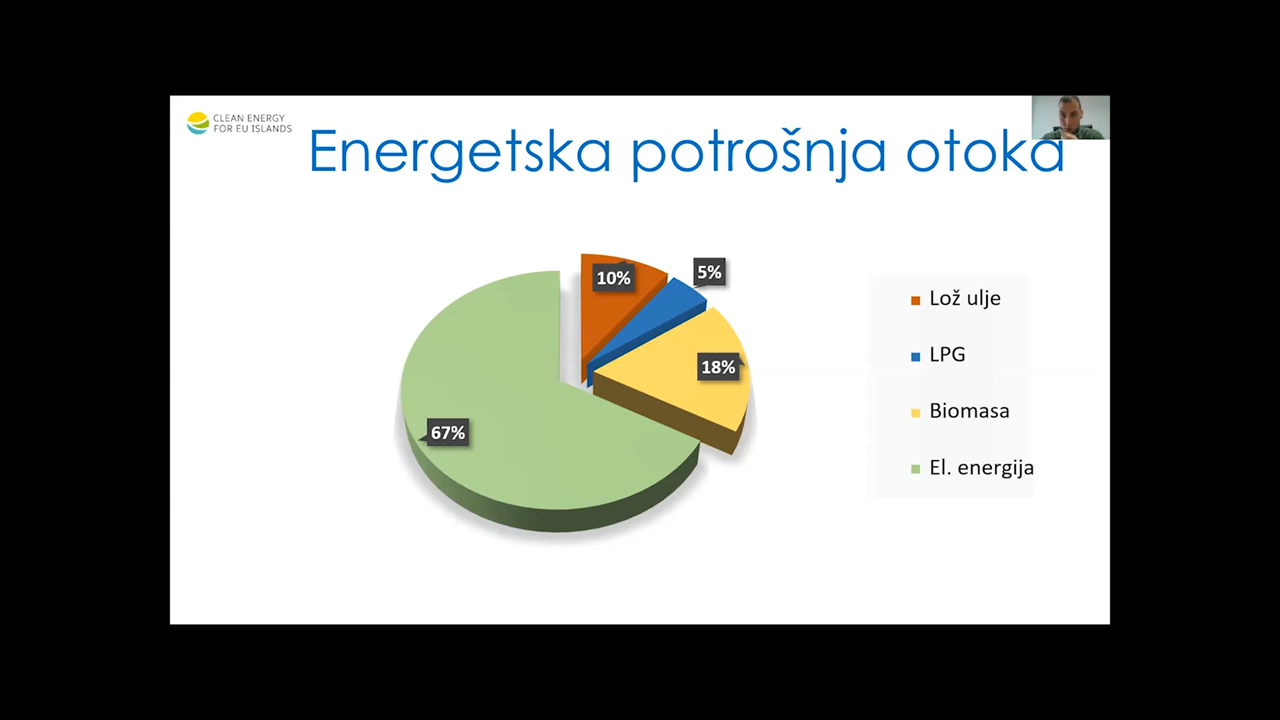 CLEAN ENERGY
FOR EU ISLANDS
Energetska potrošnja otoka
10%
5%
18%
67%
Lož ulje
LPG
Biomasa
El. energija